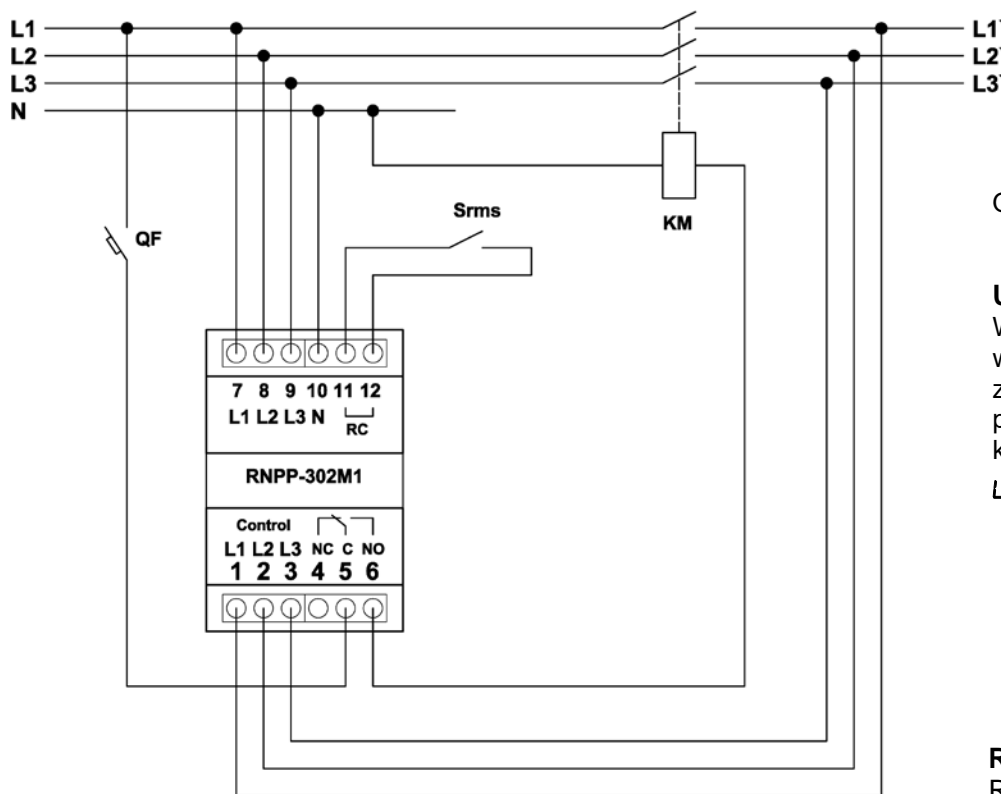 L1 L1`
L2 L2`
L3 L3`
N
Srms
QF
KM
7 8 9 10 11 12
L1 L2 L3 N
RC
RNPP-302M1
Control
L1 L2 L3 NC C NO
1 2 3 4 5 6